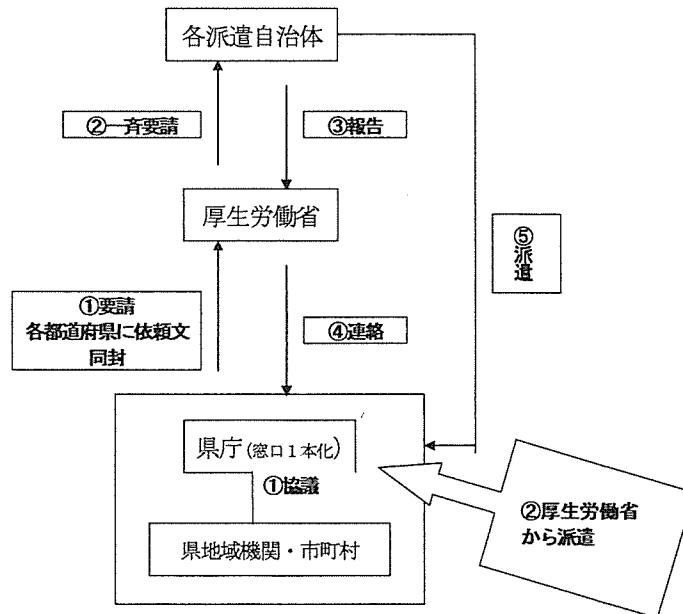 各派遣自治体
②一斉要請
③報告
厚生労働省
⑤派遣
①要請
各都道府県に依頼文
同封
④連絡
県庁(窓口1本化)
①協議
②厚生労働省
から派遣
県地域機関・市町村